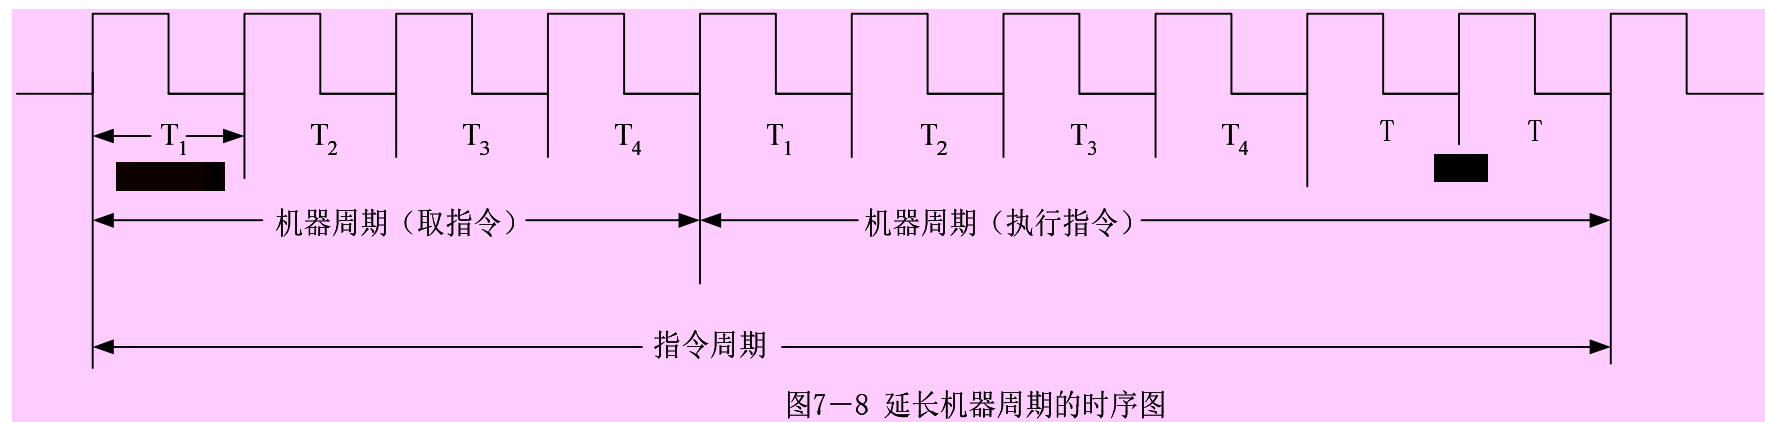 T1 T2 T3 T4 T1 T2 T3 T4 T T
机器周期（取指令） 机器周期（执行指令）
指令周期
图7－8 延长机器周期的时序图